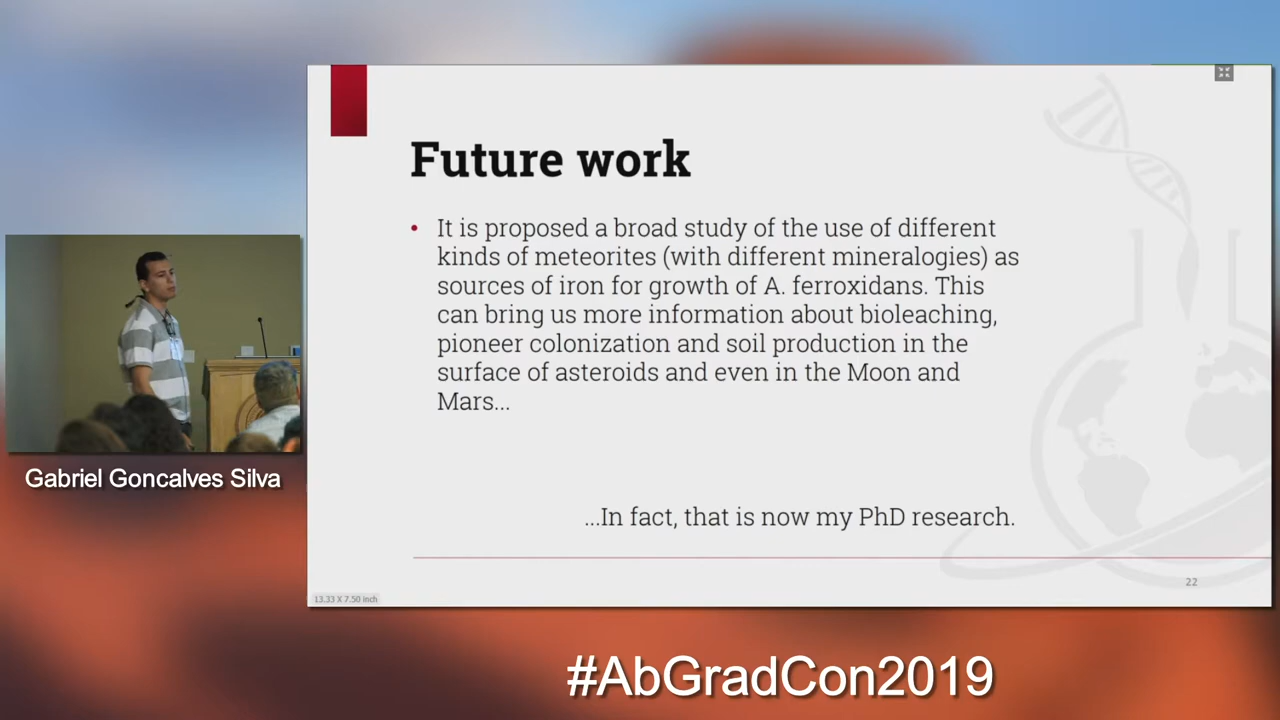 Future work
• It is proposed a broad study of the use of different
kinds of meteorites (with different mineralogies) as
sources of iron for growth of A. ferroxidans. This
can bring us more information about bioleaching,
pioneer colonization and soil production in the
surface of asteroids and even in the Moon and
Mars...
...In fact, that is now my PhD research.
22
13.33 X 7.50 inch
Gabriel Goncalves Silva
#AbGradCon2019